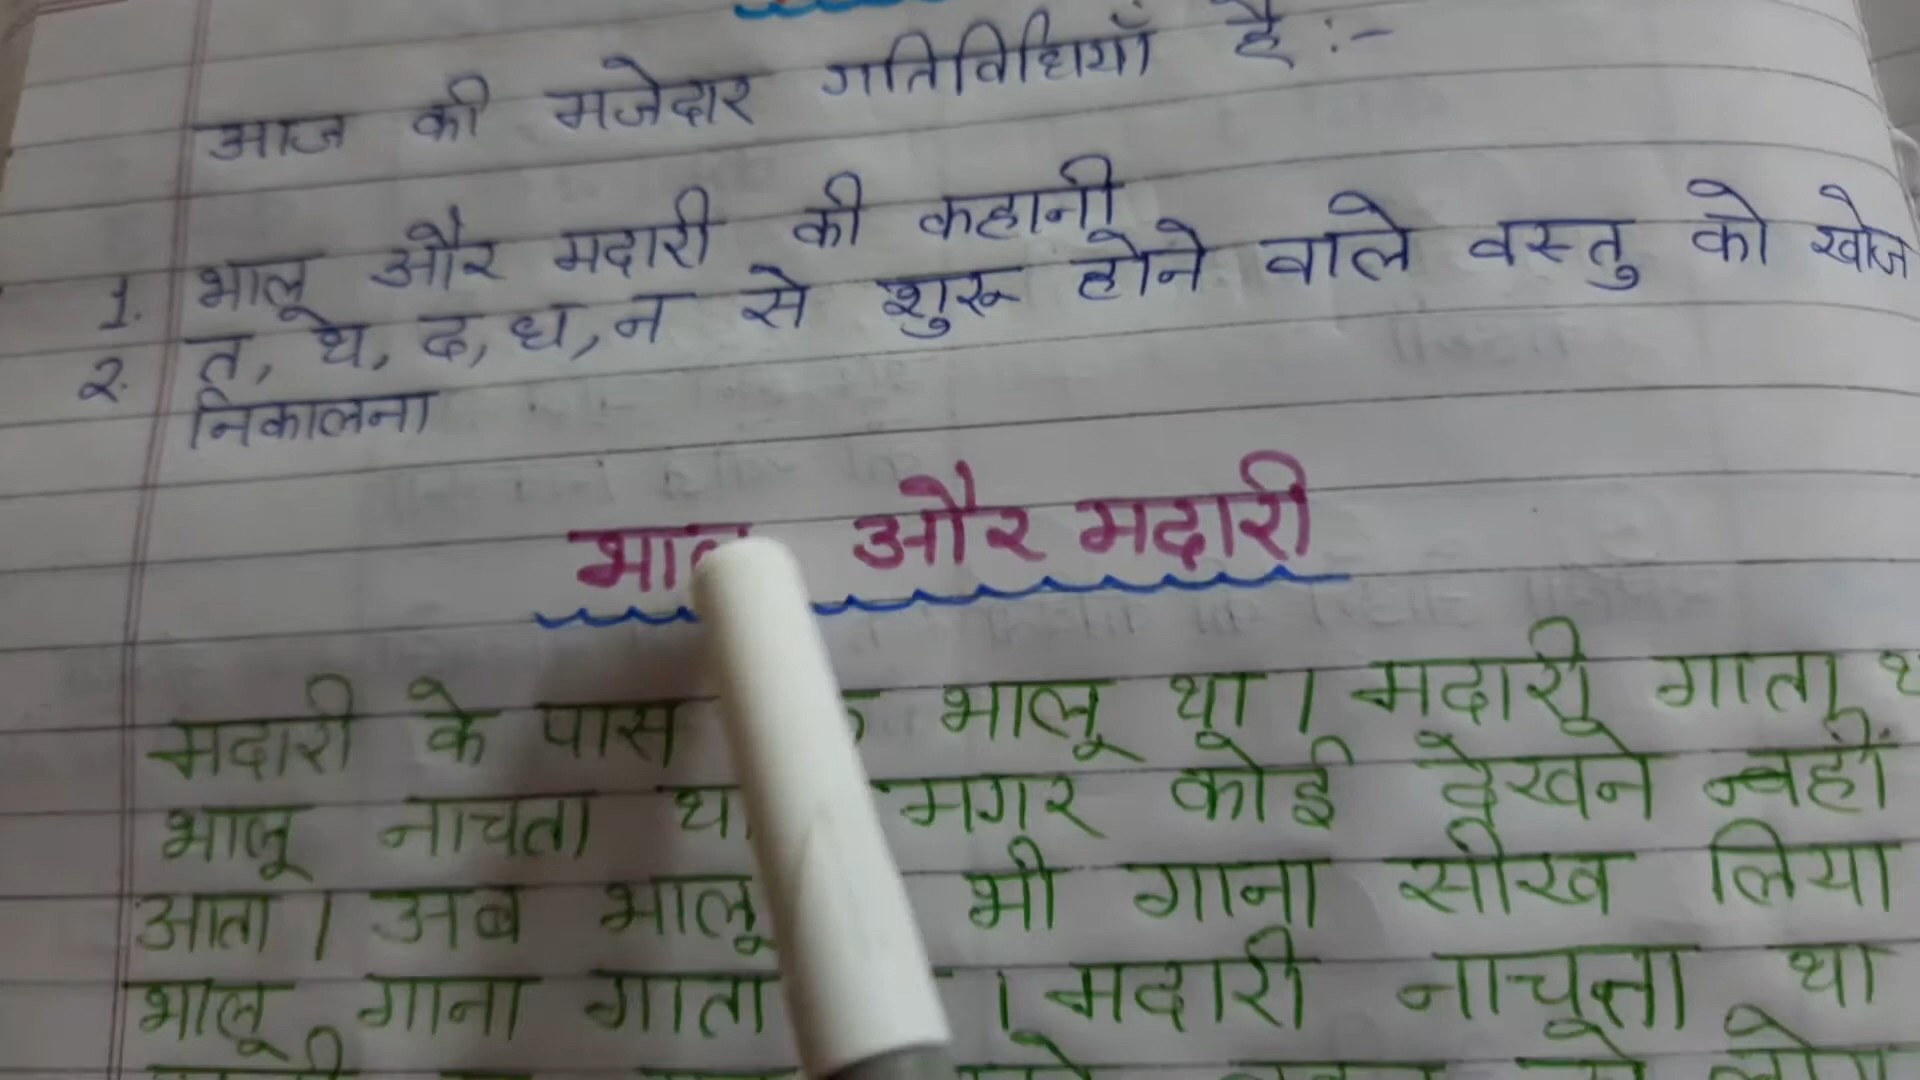 आज की मजेदार गतिविधियाँ है :-
1. भालू और मदारी की कहानी
2. त, थ, द, ध, न से शुरू होने वाले वस्तु को खोज
निकालना
और मदारी
मदारी के पास भालू था । मदारी गाता
भालू नाचता मगर कोई देखने नहीं
आता । अब भालू भी गाना सीख लिया
भालू गाना गाता । मदारी नाचता था